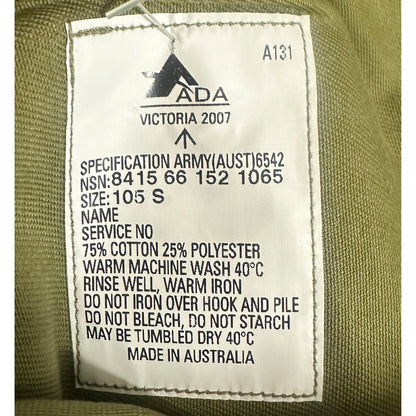 A131
ADA
VICTORIA 2007
SPECIFICATION ARMY(AUST)6542
NSN:8415 66 152 1065
SIZE: 105 S
NAME
SERVICE NO
75% COTTON 25% POLYESTER
WARM MACHINE WASH 40°C
RINSE WELL, WARM IRON
DO NOT IRON OVER HOOK AND PILE
DO NOT BLEACH, DO NOT STARCH
MAY BE TUMBLED DRY 40°C
MADE IN AUSTRALIA